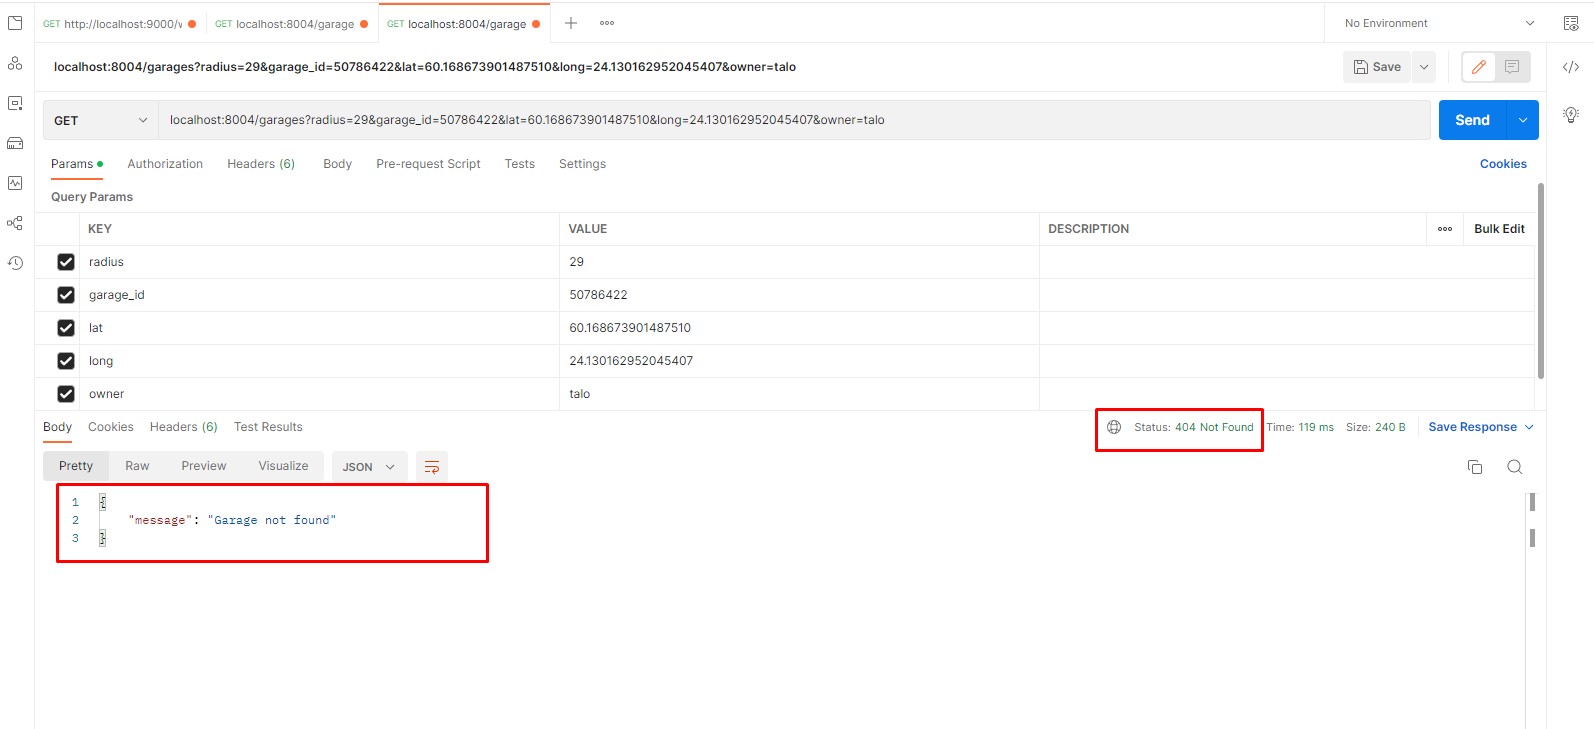 GET http://localhost:9000/v GET localhost:8004/garage GET localhost:8004/garage No Environment
localhost:8004/garages?radius=29&garage_id=50786422&lat=60.168673901487510&long=24.130162952045407&owner=talo Save
GET localhost:8004/garages?radius=29&garage_id=50786422&lat=60.168673901487510&long=24.130162952045407&owner=talo Send
Params Authorization Headers (6) Body Pre-request Script Tests Settings Cookies
Query Params
KEY VALUE DESCRIPTION Bulk Edit
radius 29
garage_id 50786422
lat 60.168673901487510
long 24.130162952045407
owner talo
Body Cookies Headers (6) Test Results Status: 404 Not Found Time: 119 ms Size: 240 B Save Response
Pretty Raw Preview Visualize JSON
1 {
2 "message": "Garage not found"
3 }